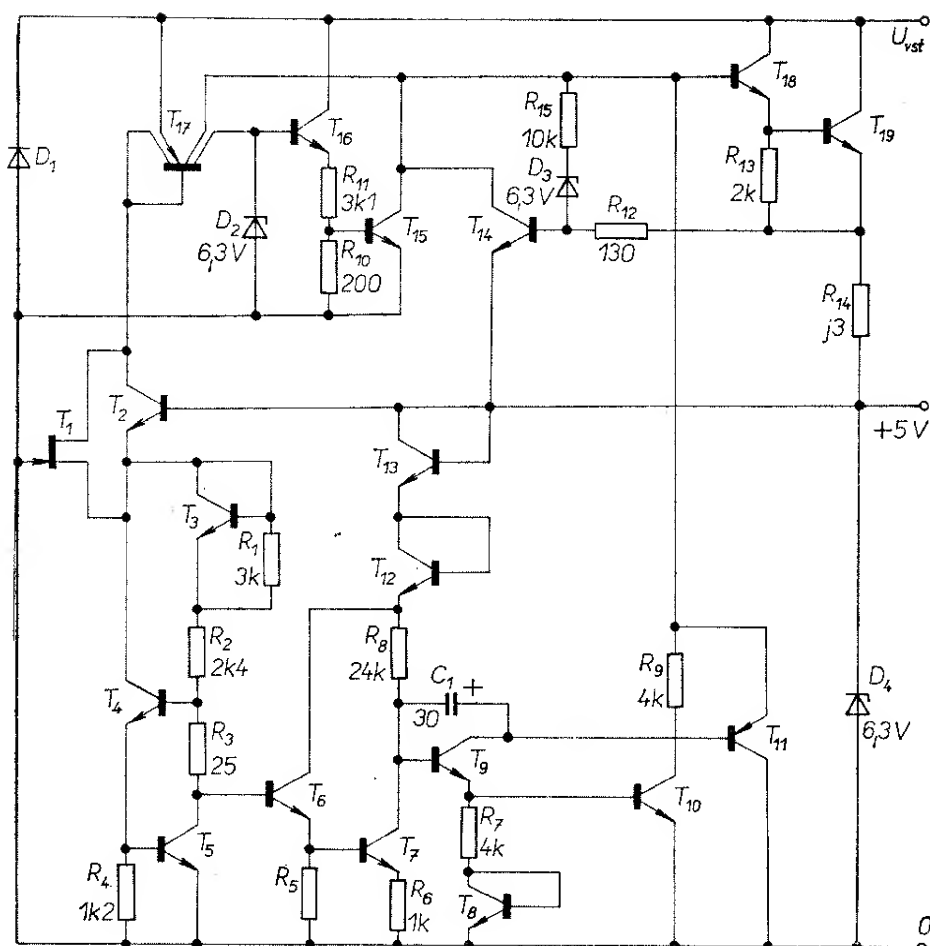 U_vst
T18
R15
10k
T17
T16
T19
D1
R11
3k1
D3
6,3V
R13
2k
R12
130
D2
6,3V
T15
T14
R10
200
R14
j3
T2
T1
+5V
T13
T3
R1
3k
T12
R2
2k4
R8
24k
R9
4k
C1
+
30
D4
6,3V
T4
R3
25
T11
T9
T6
T10
R7
4k
T5
T7
R4
1k2
R5
R6
1k
T8
0